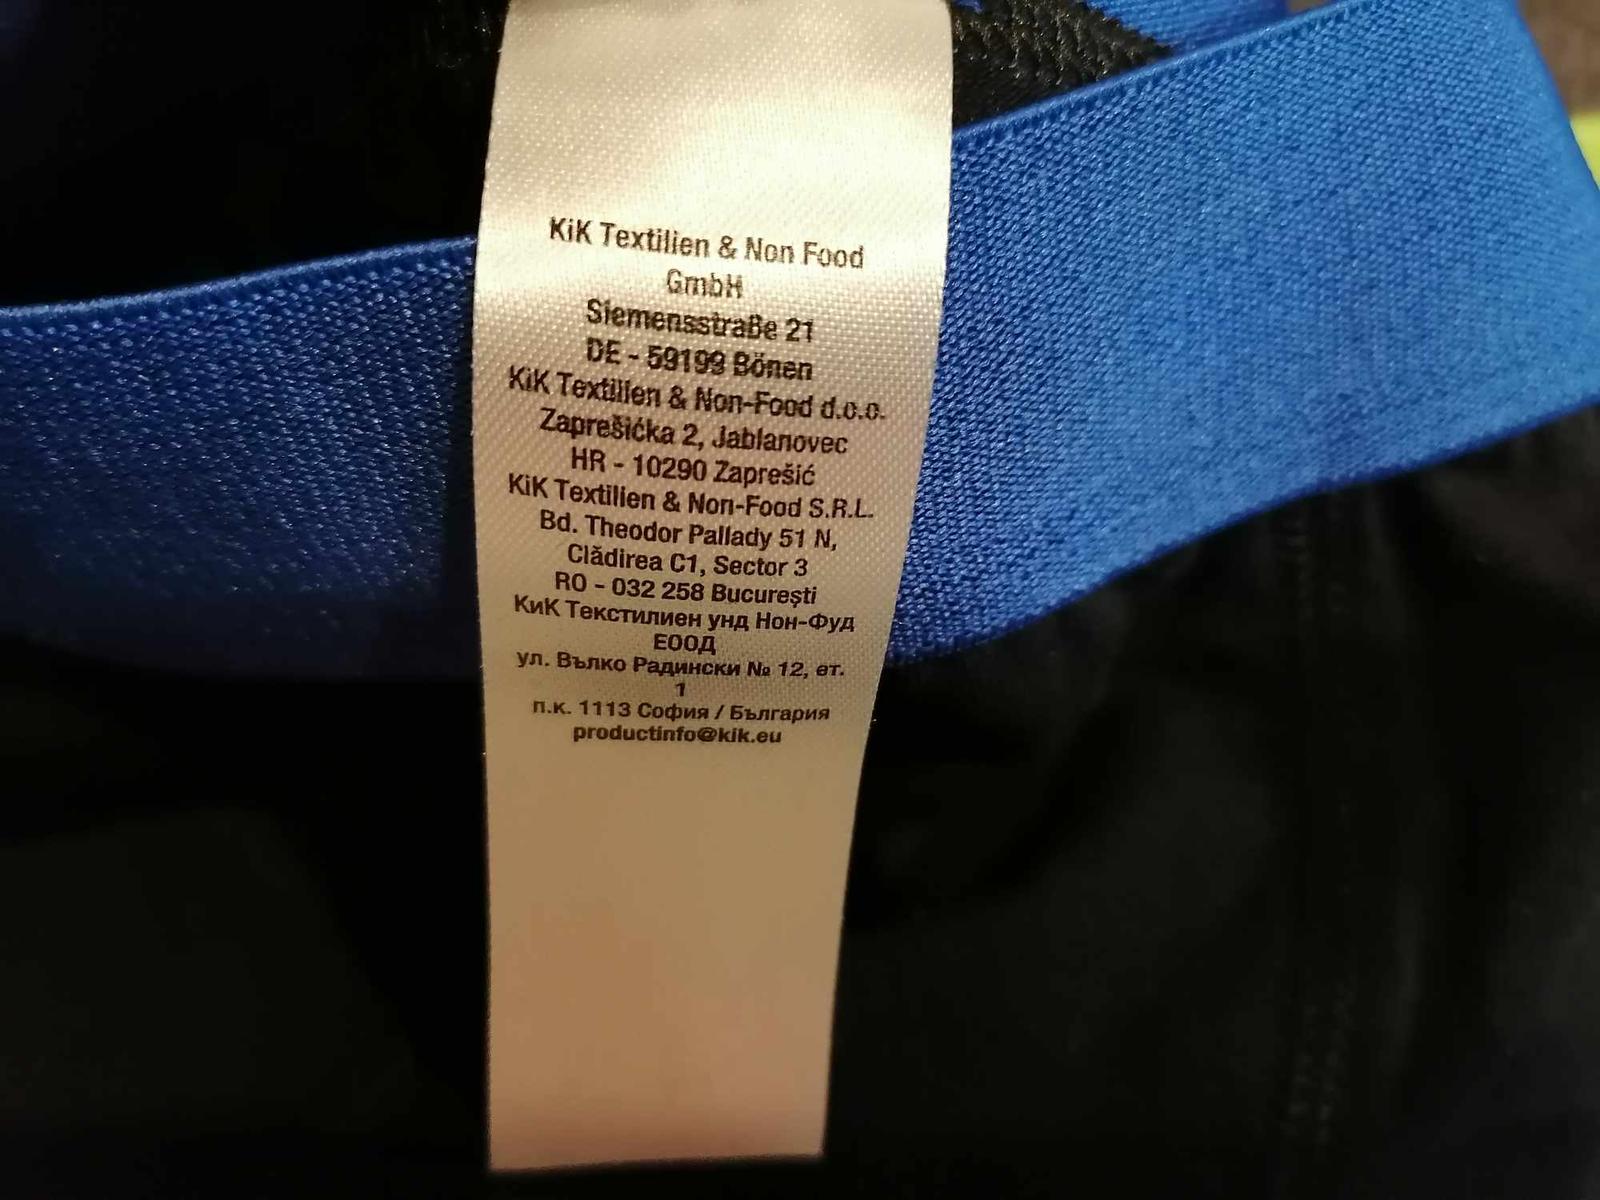 KiK Textilien & Non Food
GmbH
Siemensstraße 21
DE - 59199 Bönen
KiK Textilien & Non-Food d.o.o.
Zaprešićka 2, Jablanovec
HR - 10290 Zaprešić
KiK Textilien & Non-Food S.R.L.
Bd. Theodor Pallady 51 N,
Clădirea C1, Sector 3
RO - 032 258 București
КиК Текстилиен унд Нон-Фуд
ЕООД
ул. Вълко Радински № 12, ет.
1
п.к. 1113 София / България
productinfo@kik.eu